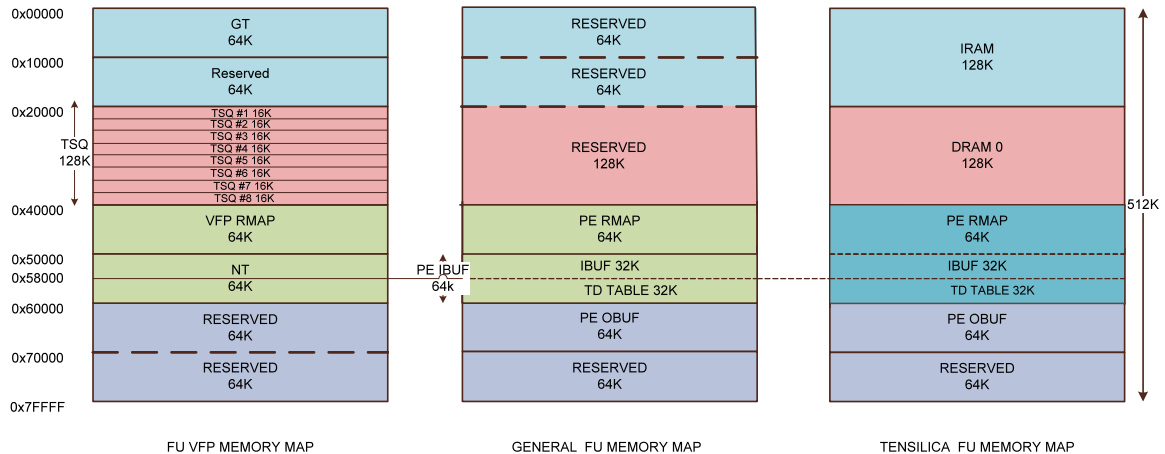 0x00000
0x10000
0x20000
TSQ
128K
0x40000
0x50000
0x58000
0x60000
0x70000
0x7FFFF
GT
64K
Reserved
64K
TSQ #1 16K
TSQ #2 16K
TSQ #3 16K
TSQ #4 16K
TSQ #5 16K
TSQ #6 16K
TSQ #7 16K
TSQ #8 16K
VFP RMAP
64K
NT
64K
RESERVED
64K
RESERVED
64K
FU VFP MEMORY MAP
PE IBUF
64k
RESERVED
64K
RESERVED
64K
RESERVED
128K
PE RMAP
64K
IBUF 32K
TD TABLE 32K
PE OBUF
64K
RESERVED
64K
GENERAL FU MEMORY MAP
IRAM
128K
DRAM 0
128K
PE RMAP
64K
IBUF 32K
TD TABLE 32K
PE OBUF
64K
RESERVED
64K
TENSILICA FU MEMORY MAP
512K